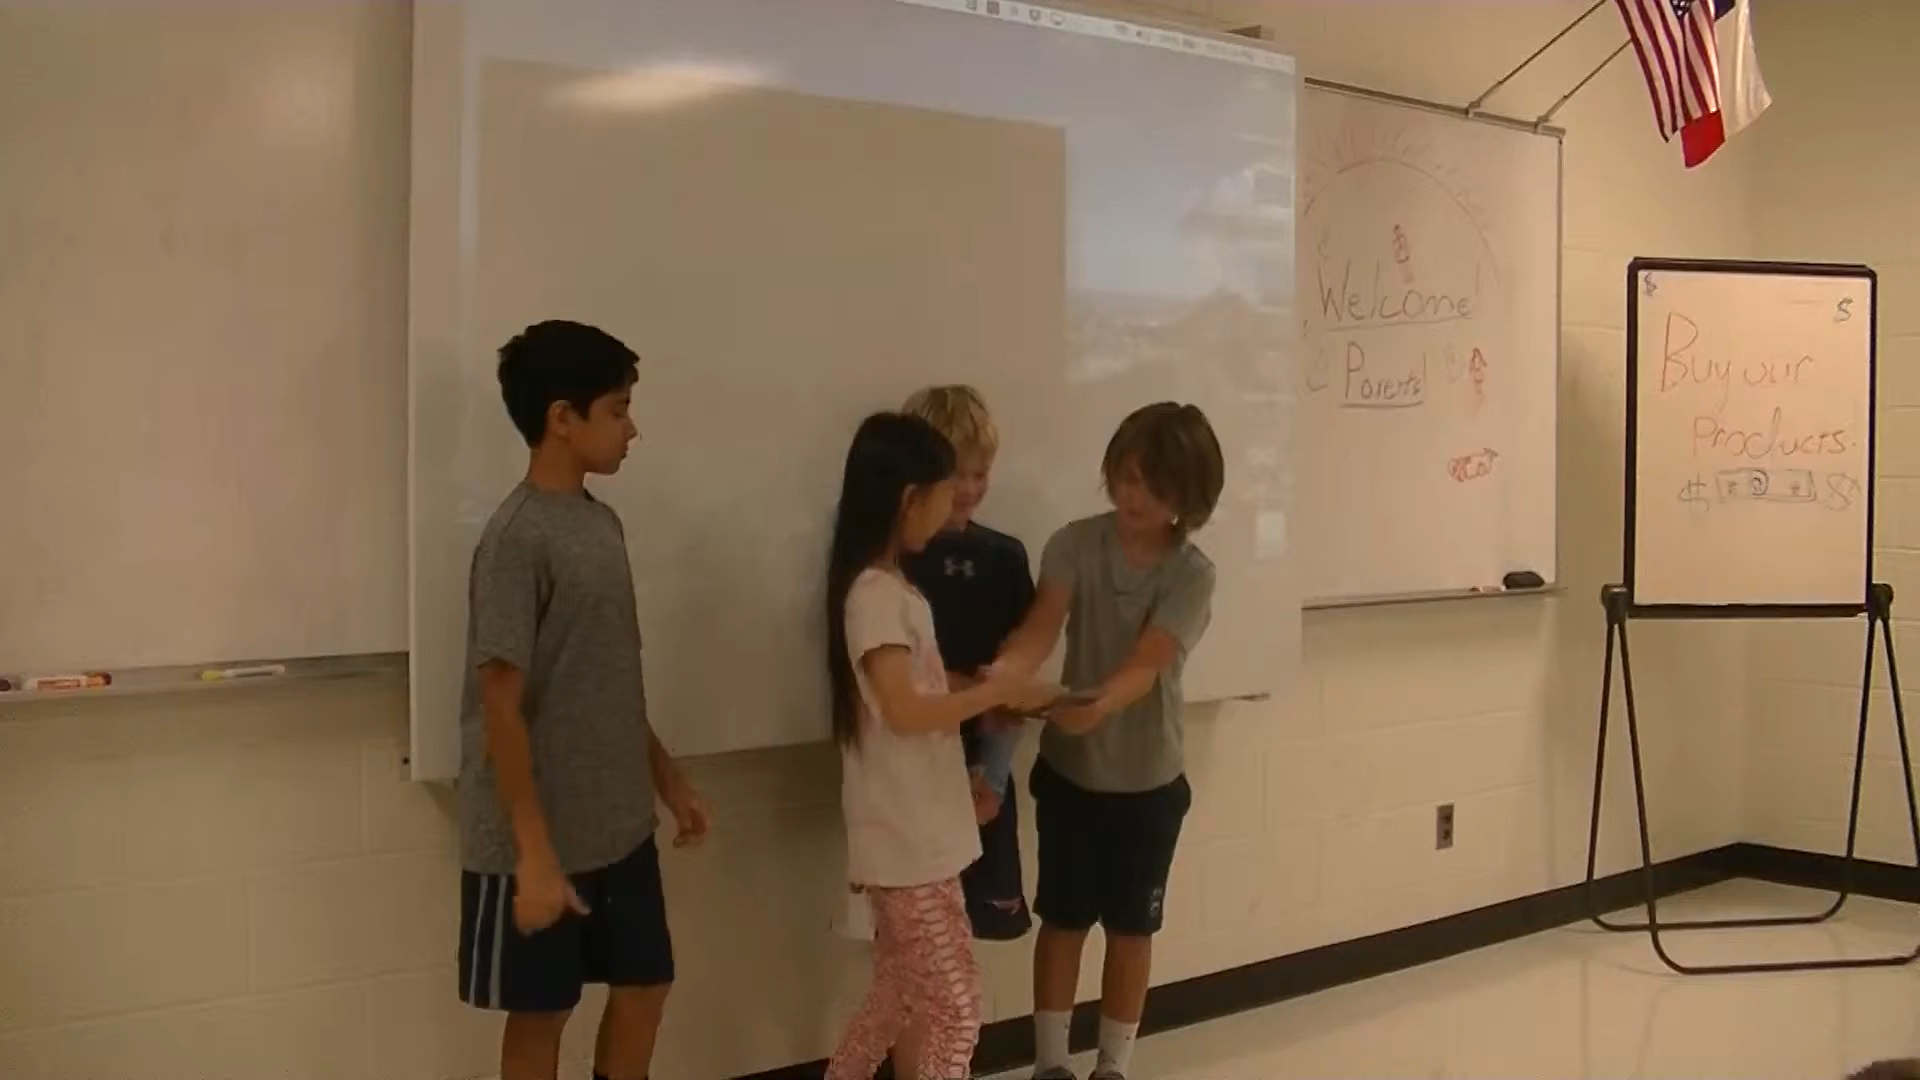 Welcome!
Parents!
$ $
Buy our
Products.
$ $